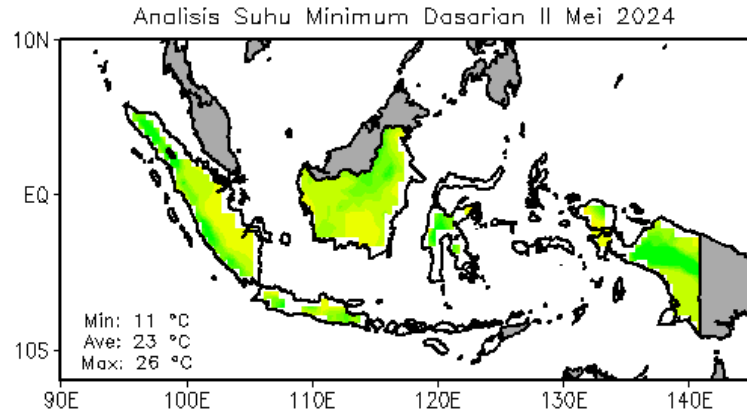 Analisis Suhu Minimum Dasarian II Mei 2024
10N
EQ
10S
Min: 11 °C
Ave: 23 °C
Max: 26 °C
90E 100E 110E 120E 130E 140E